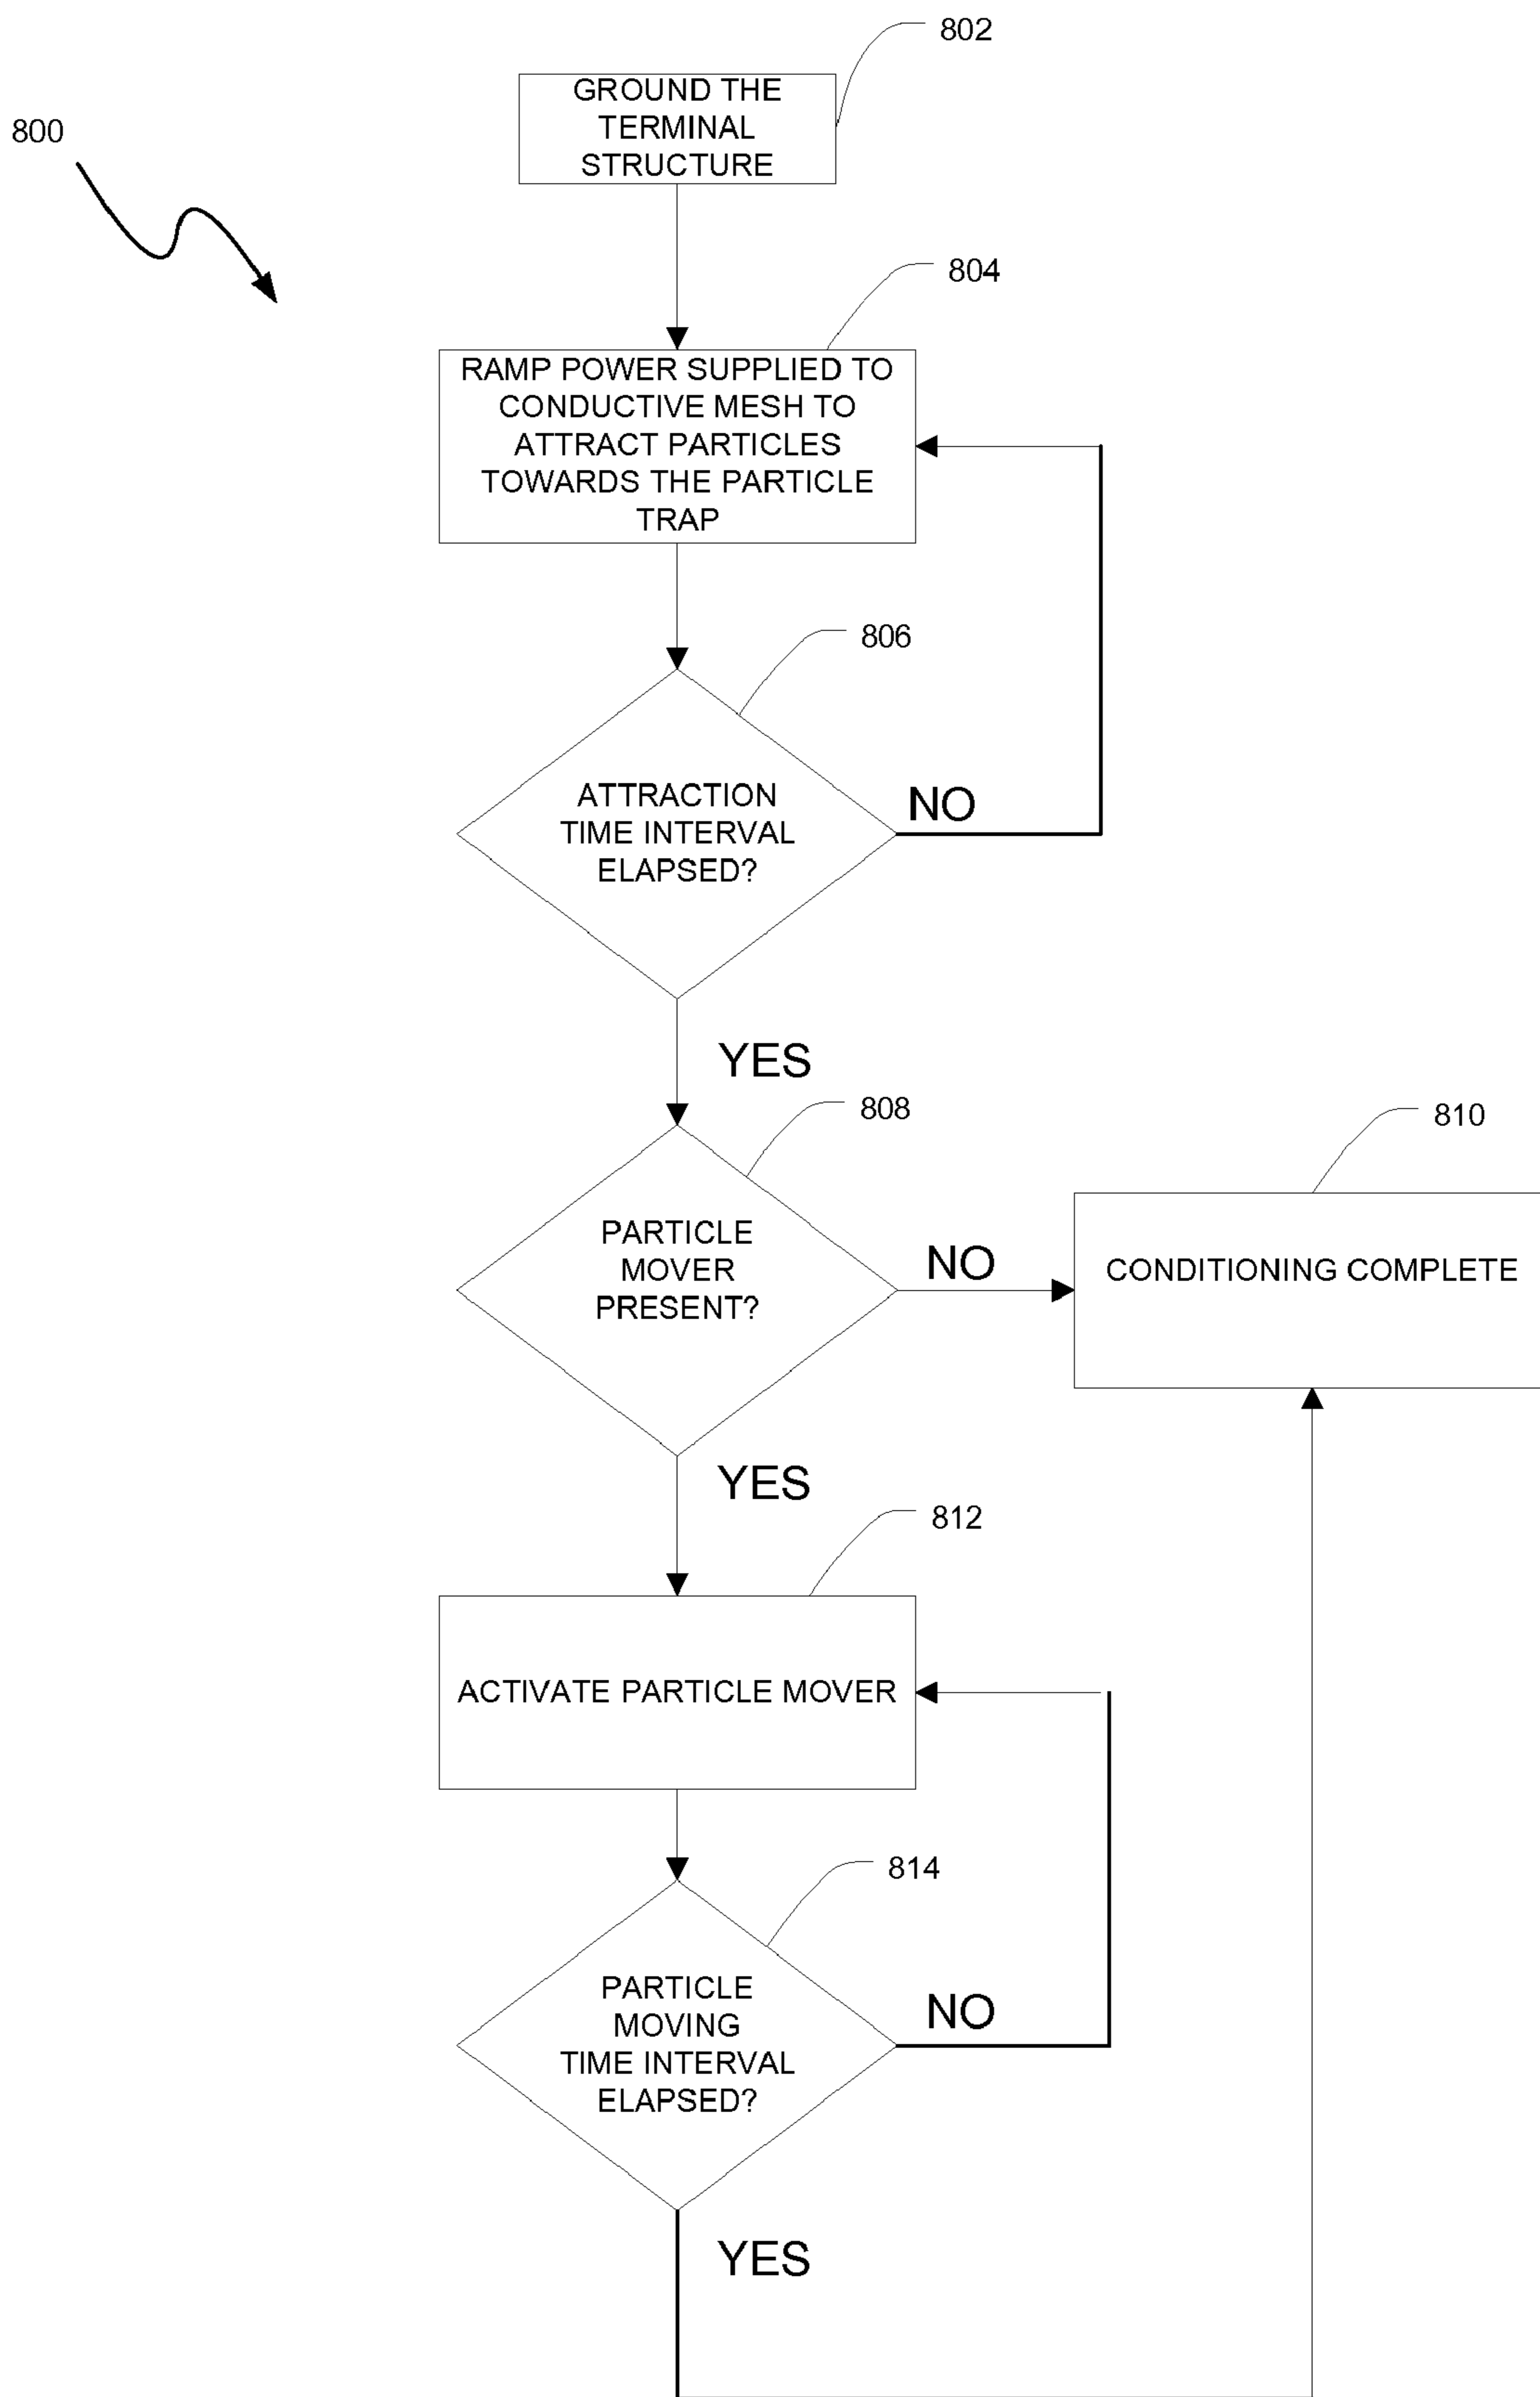 802
GROUND THE
TERMINAL
STRUCTURE
800
804
RAMP POWER SUPPLIED TO
CONDUCTIVE MESH TO
ATTRACT PARTICLES
TOWARDS THE PARTICLE
TRAP
806
ATTRACTION
TIME INTERVAL
ELAPSED?
NO
YES
808
810
PARTICLE
MOVER
PRESENT?
NO
CONDITIONING COMPLETE
YES
812
ACTIVATE PARTICLE MOVER
814
PARTICLE
MOVING
TIME INTERVAL
ELAPSED?
NO
YES